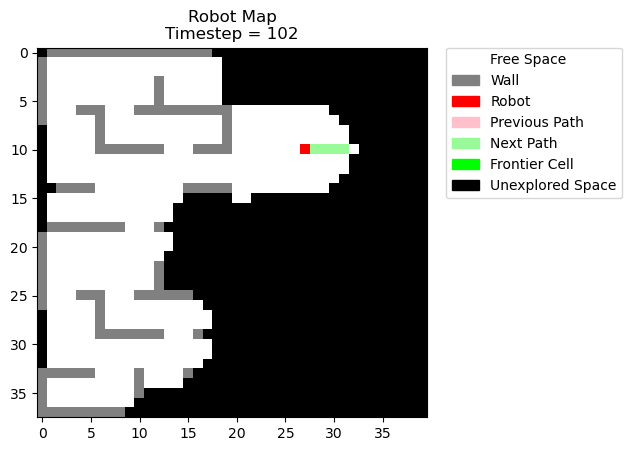 Robot Map
Timestep = 102
0
5
10
15
20
25
30
35
0
5
10
15
20
25
30
35
Free Space
Wall
Robot
Previous Path
Next Path
Frontier Cell
Unexplored Space